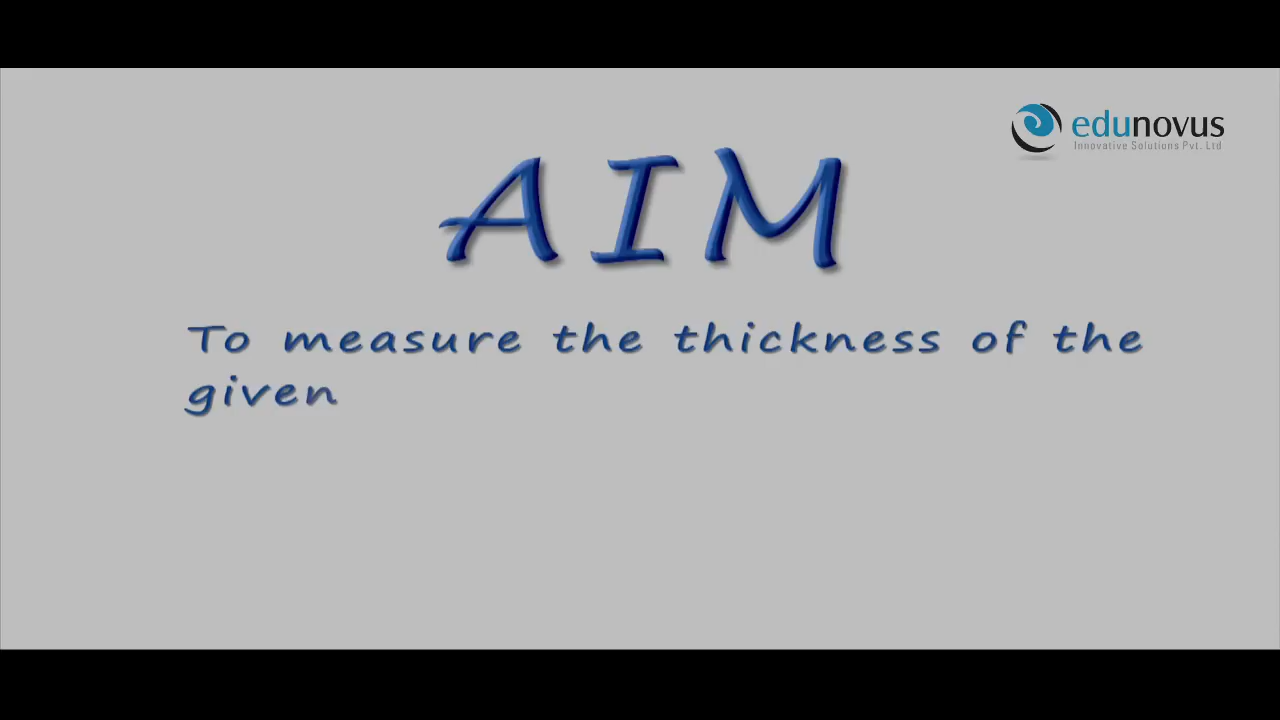 edunovus
Innovative Solutions Pvt. Ltd
AIM
To measure the thickness of the
given